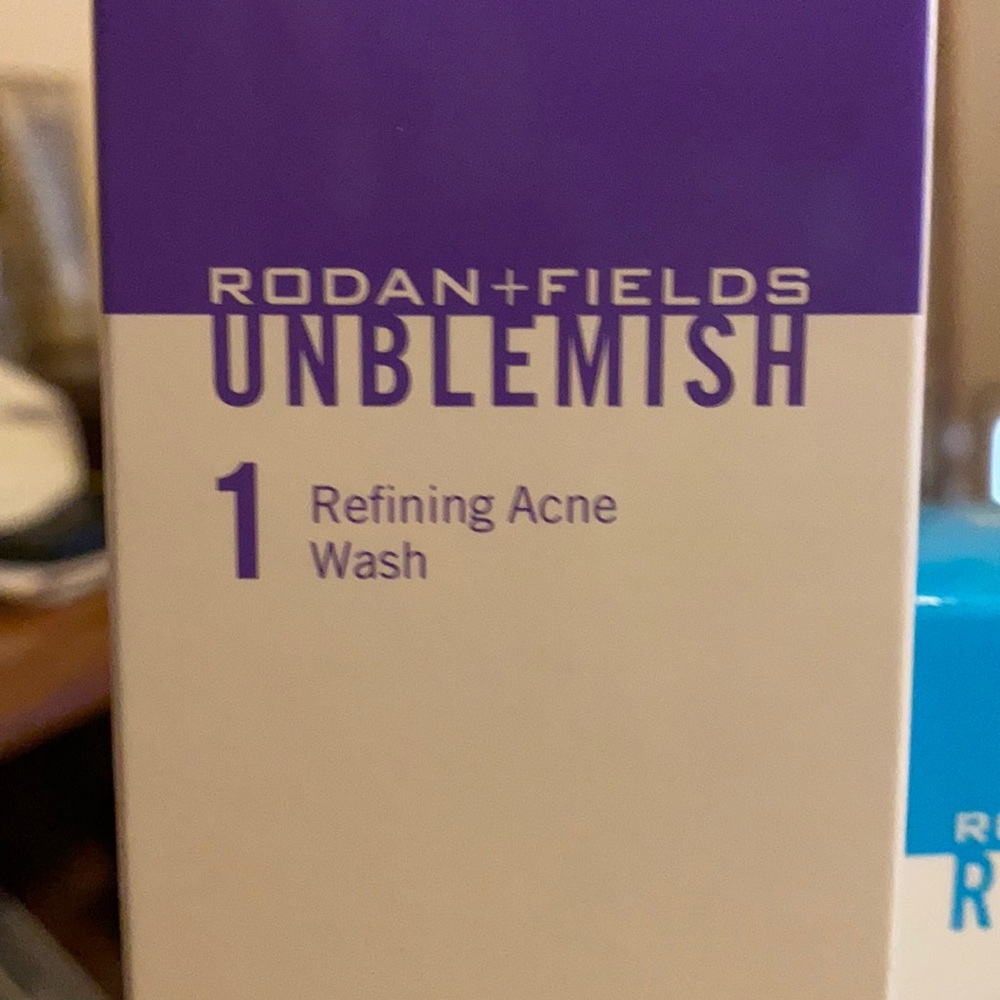 RODAN+FIELDS
UNBLEMISH
1 Refining Acne
Wash
R